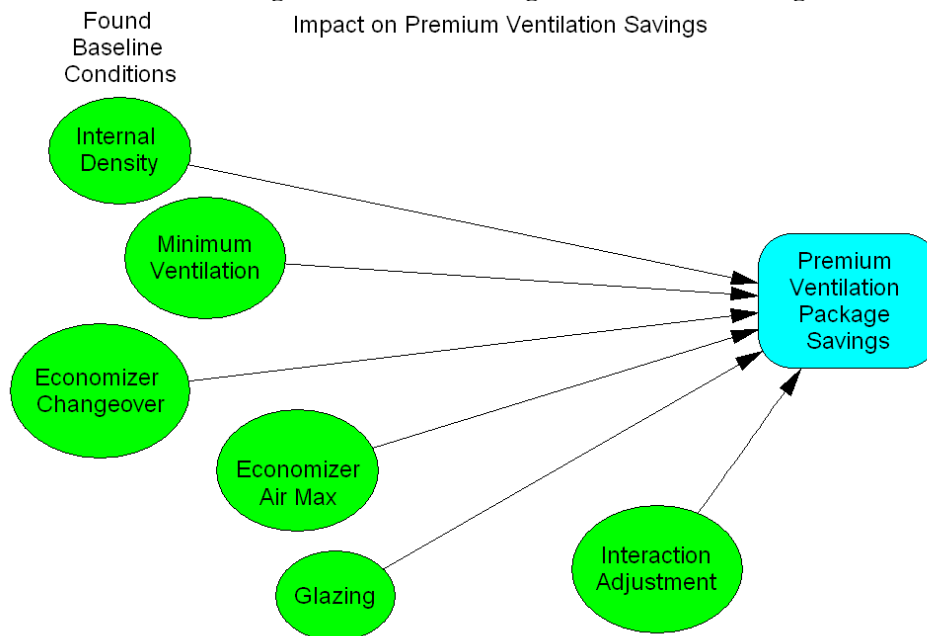 Found
Baseline
Conditions
Impact on Premium Ventilation Savings
Internal
Density
Minimum
Ventilation
Premium
Ventilation
Package
Savings
Economizer
Changeover
Economizer
Air Max
Interaction
Adjustment
Glazing